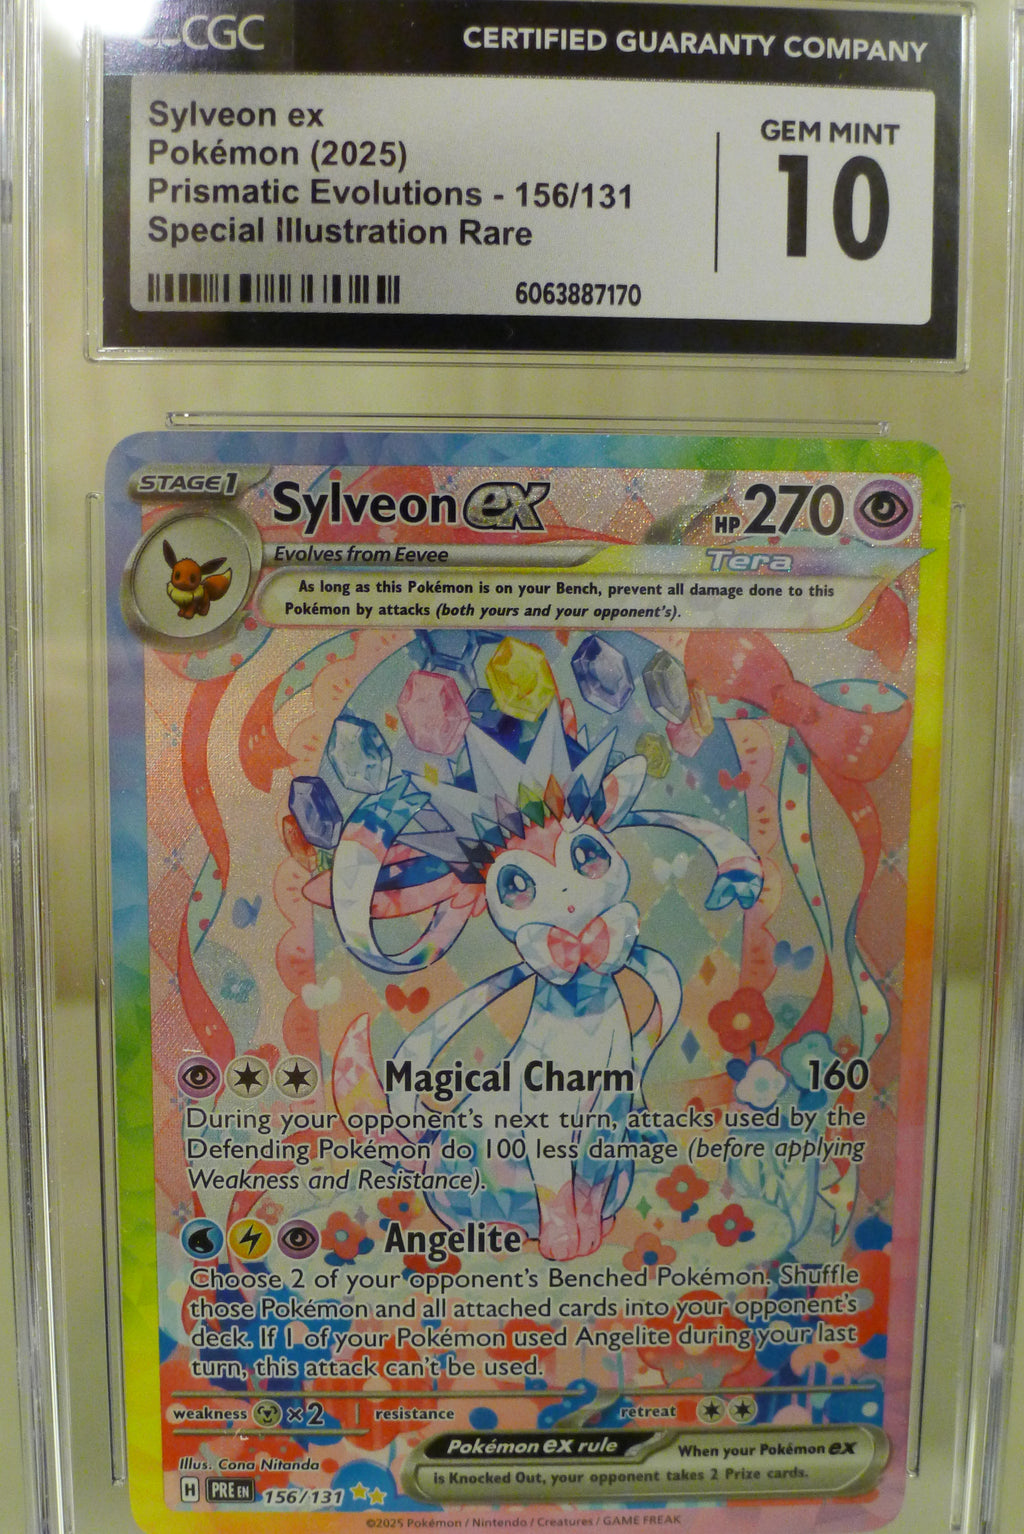 CGC
CERTIFIED GUARANTY COMPANY
Sylveon ex
Pokémon (2025)
Prismatic Evolutions - 156/131
Special Illustration Rare
6063887170
GEM MINT
10
STAGE 1
Sylveon ex
HP 270
Evolves from Eevee
Tera
As long as this Pokémon is on your Bench, prevent all damage done to this
Pokémon by attacks (both yours and your opponent's).
Magical Charm 160
During your opponent's next turn, attacks used by the
Defending Pokémon do 100 less damage (before applying
Weakness and Resistance).
Angelite
Choose 2 of your opponent's Benched Pokémon. Shuffle
those Pokémon and all attached cards into your opponent's
deck. If 1 of your Pokémon used Angelite during your last
turn, this attack can't be used.
weakness ×2 resistance retreat
Pokémon ex rule
When your Pokémon ex
is Knocked Out, your opponent takes 2 Prize cards.
Illus. Cona Nitanda
H PRE EN 156/131
©2025 Pokémon / Nintendo / Creatures / GAME FREAK